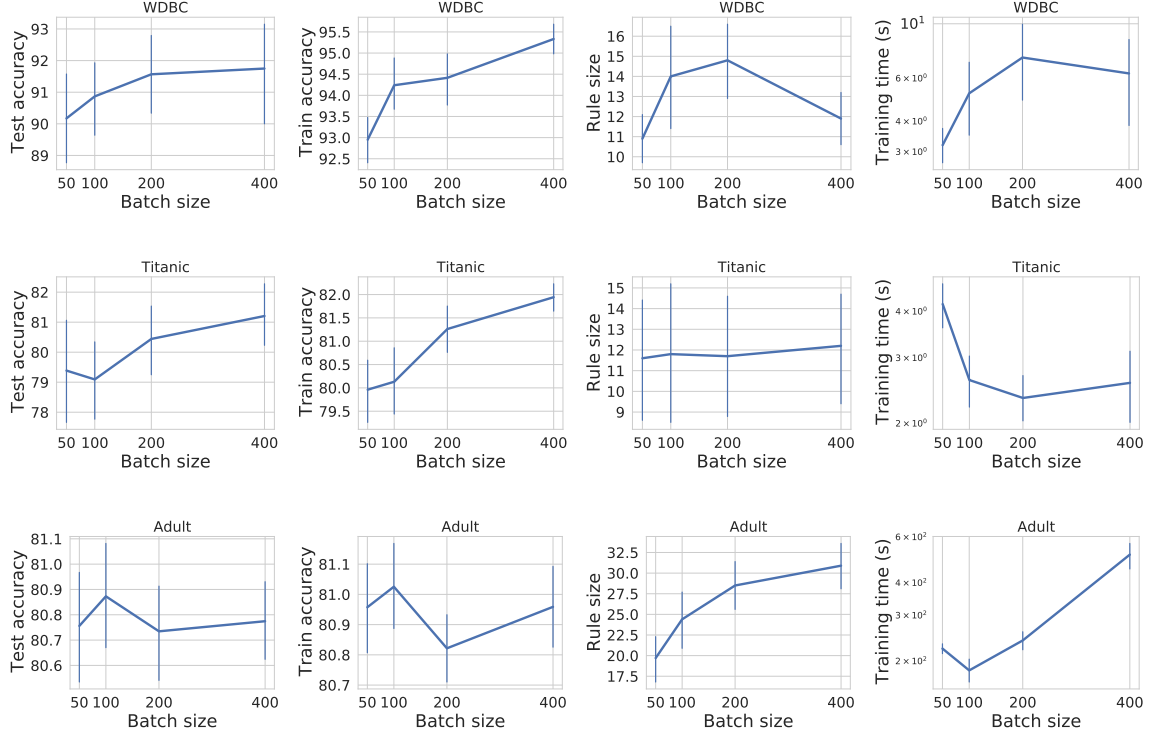 WDBC
Test accuracy
93
92
91
90
89
50 100 200 400
Batch size
WDBC
Train accuracy
95.5
95.0
94.5
94.0
93.5
93.0
92.5
50 100 200 400
Batch size
WDBC
Rule size
16
15
14
13
12
11
10
50 100 200 400
Batch size
WDBC
Training time (s)
10¹
6 × 10⁰
4 × 10⁰
3 × 10⁰
50 100 200 400
Batch size
Titanic
Test accuracy
82
81
80
79
78
50 100 200 400
Batch size
Titanic
Train accuracy
82.0
81.5
81.0
80.5
80.0
79.5
50 100 200 400
Batch size
Titanic
Rule size
15
14
13
12
11
10
9
50 100 200 400
Batch size
Titanic
Training time (s)
4 × 10⁰
3 × 10⁰
2 × 10⁰
50 100 200 400
Batch size
Adult
Test accuracy
81.1
81.0
80.9
80.8
80.7
80.6
50 100 200 400
Batch size
Adult
Train accuracy
81.1
81.0
80.9
80.8
80.7
50 100 200 400
Batch size
Adult
Rule size
32.5
30.0
27.5
25.0
22.5
20.0
17.5
50 100 200 400
Batch size
Adult
Training time (s)
6 × 10²
4 × 10²
3 × 10²
2 × 10²
50 100 200 400
Batch size